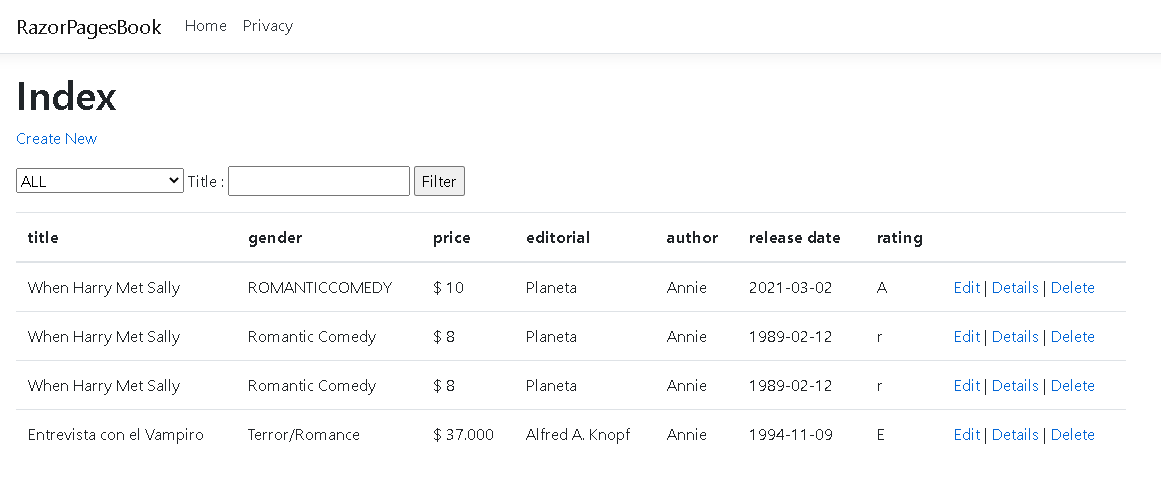 RazorPagesBook Home Privacy
Index
Create New
ALL Title : Filter
title gender price editorial author release date rating
When Harry Met Sally ROMANTICCOMEDY $ 10 Planeta Annie 2021-03-02 A Edit | Details | Delete
When Harry Met Sally Romantic Comedy $ 8 Planeta Annie 1989-02-12 r Edit | Details | Delete
When Harry Met Sally Romantic Comedy $ 8 Planeta Annie 1989-02-12 r Edit | Details | Delete
Entrevista con el Vampiro Terror/Romance $ 37.000 Alfred A. Knopf Annie 1994-11-09 E Edit | Details | Delete